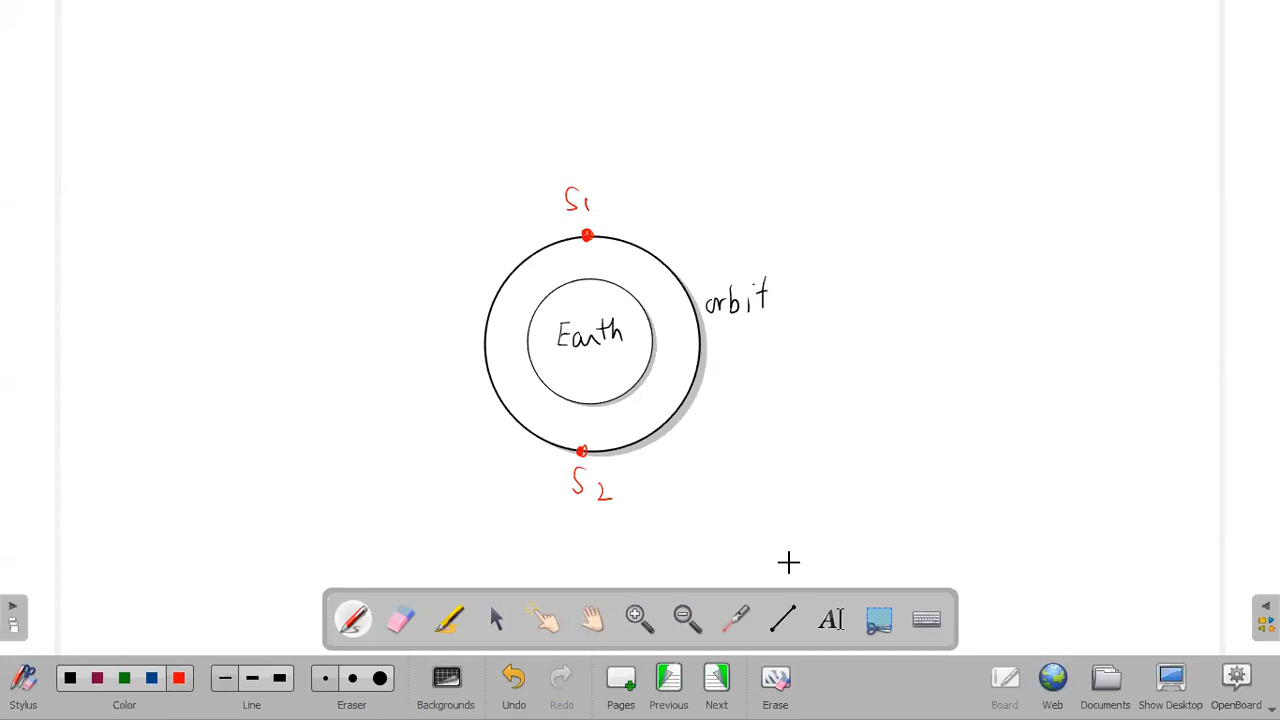 S1
orbit
Earth
S2
Stylus
Color
Line
Eraser
Backgrounds
Undo
Redo
Pages
Previous
Next
Erase
Board
Web
Documents
Show Desktop
OpenBoard
AI